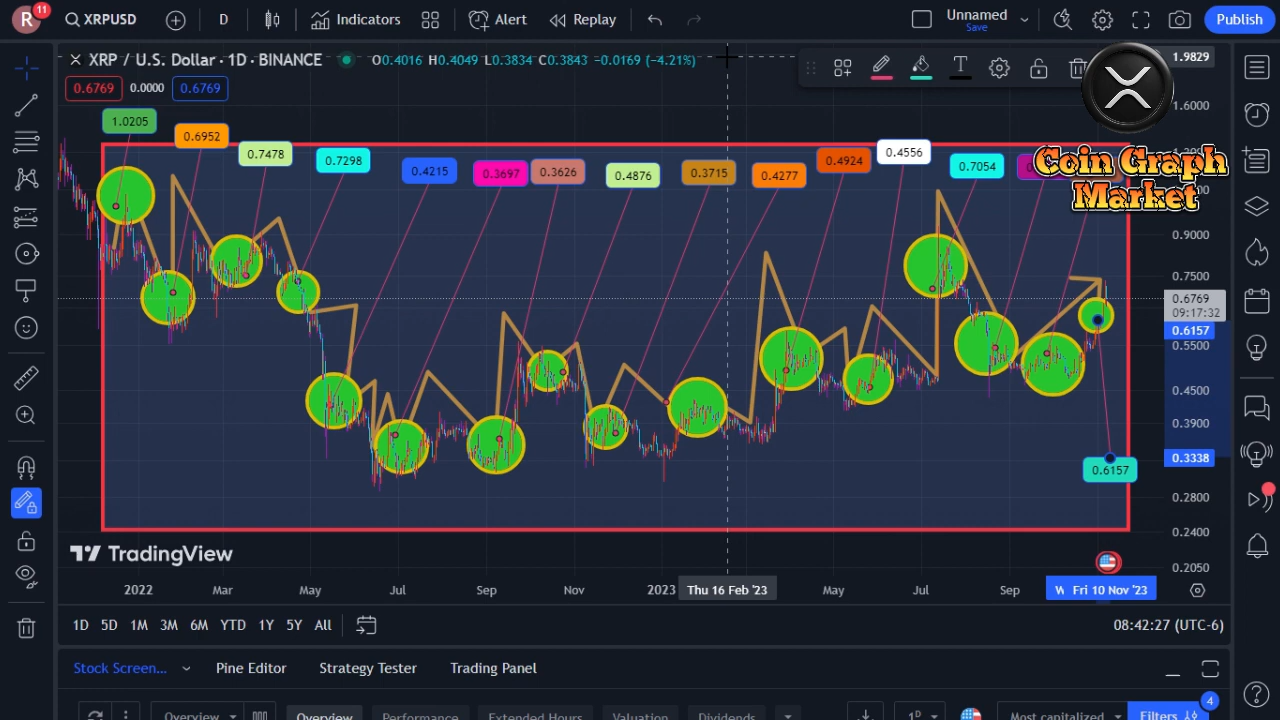 R 11 XRPUSD D Indicators Alert Replay Unnamed Save Publish
XRP / U.S. Dollar · 1D · BINANCE O0.4016 H0.4049 L0.3834 C0.3843 −0.0169 (−4.21%)
6.6769 0.0000 6.6769
T
1.9829
1.6000
1.0205
0.6952
0.7478
0.7298
0.4215
0.3697
0.3626
0.4876
0.3715
0.4277
0.4924
0.4556
0.7054
Coin Graph
Market
0.9000
0.7500
0.6769
09:17:32
0.6157
0.5500
0.4500
0.3900
0.3338
0.6157
0.2800
0.2400
0.2050
TradingView
2022 Mar May Jul Sep Nov 2023 Thu 16 Feb '23 May Jul Sep W Fri 10 Nov '23
1D 5D 1M 3M 6M YTD 1Y 5Y All 08:42:27 (UTC-6)
Stock Screen... Pine Editor Strategy Tester Trading Panel
4
Overview Overview Performance Extended Hours Valuation Dividends 1D Most capitalized Filters